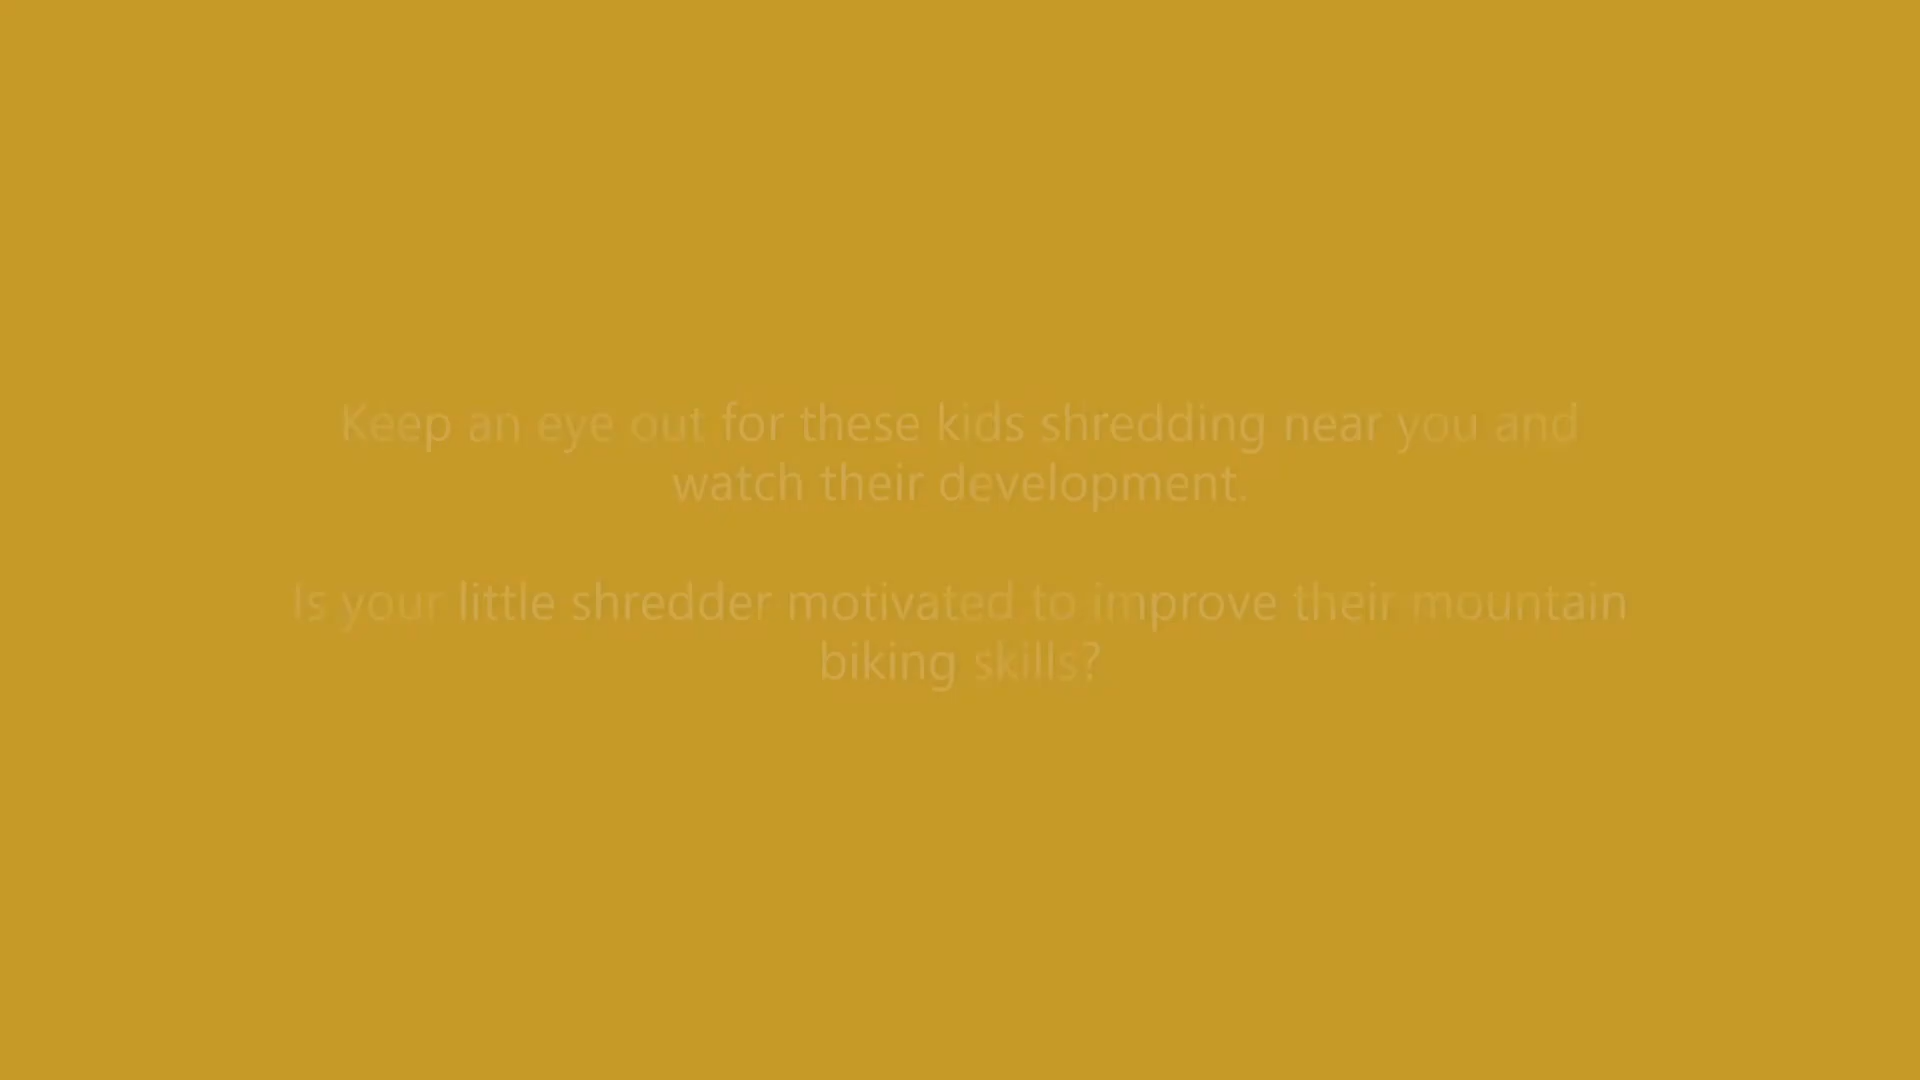 Keep an eye out for these kids shredding near you and
watch their development.
Is your little shredder motivated to improve their mountain
biking skills?